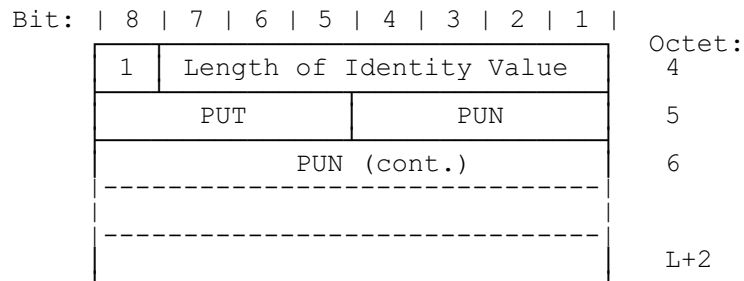 Bit: | 8 | 7 | 6 | 5 | 4 | 3 | 2 | 1 |
Octet:
1 Length of Identity Value 4
PUT PUN 5
PUN (cont.) 6
L+2